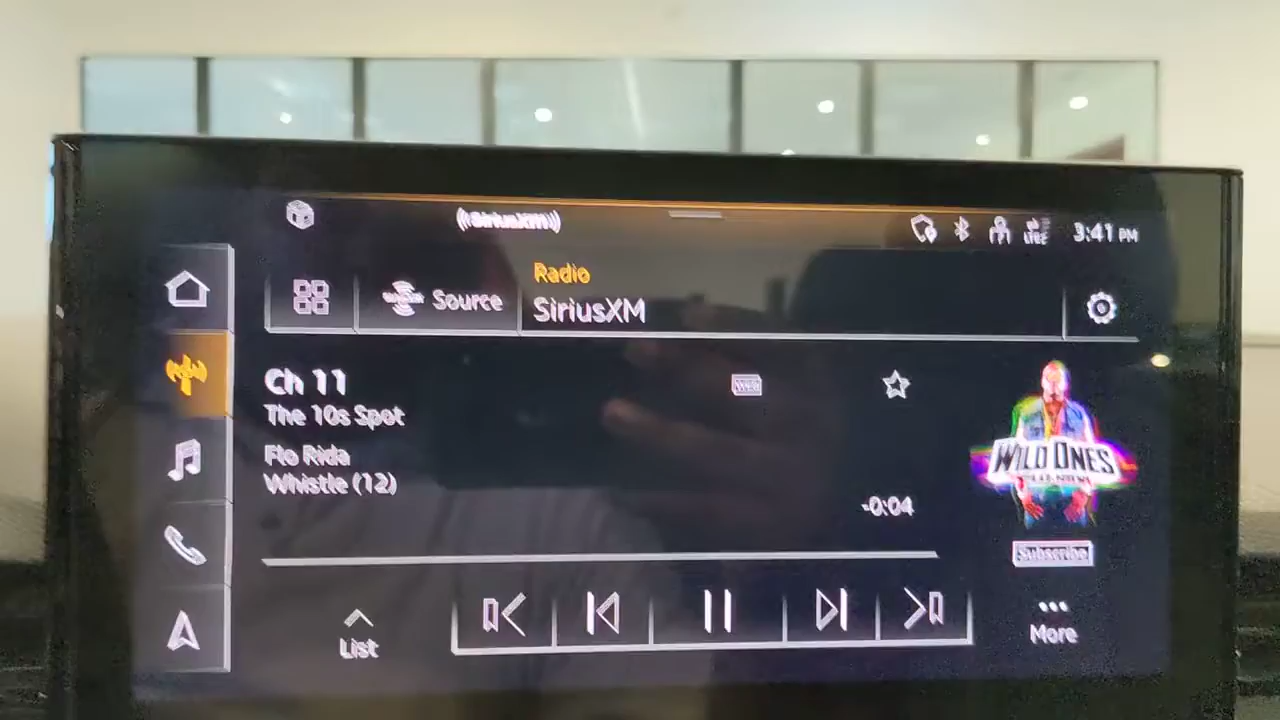 ((SiriusXM))
LTE
3:41 PM
Source
Radio
SiriusXM
Ch 11
The 10s Spot
Flo Rida
Whistle (12)
-0:04
WILD ONES
Subscribe
List
More